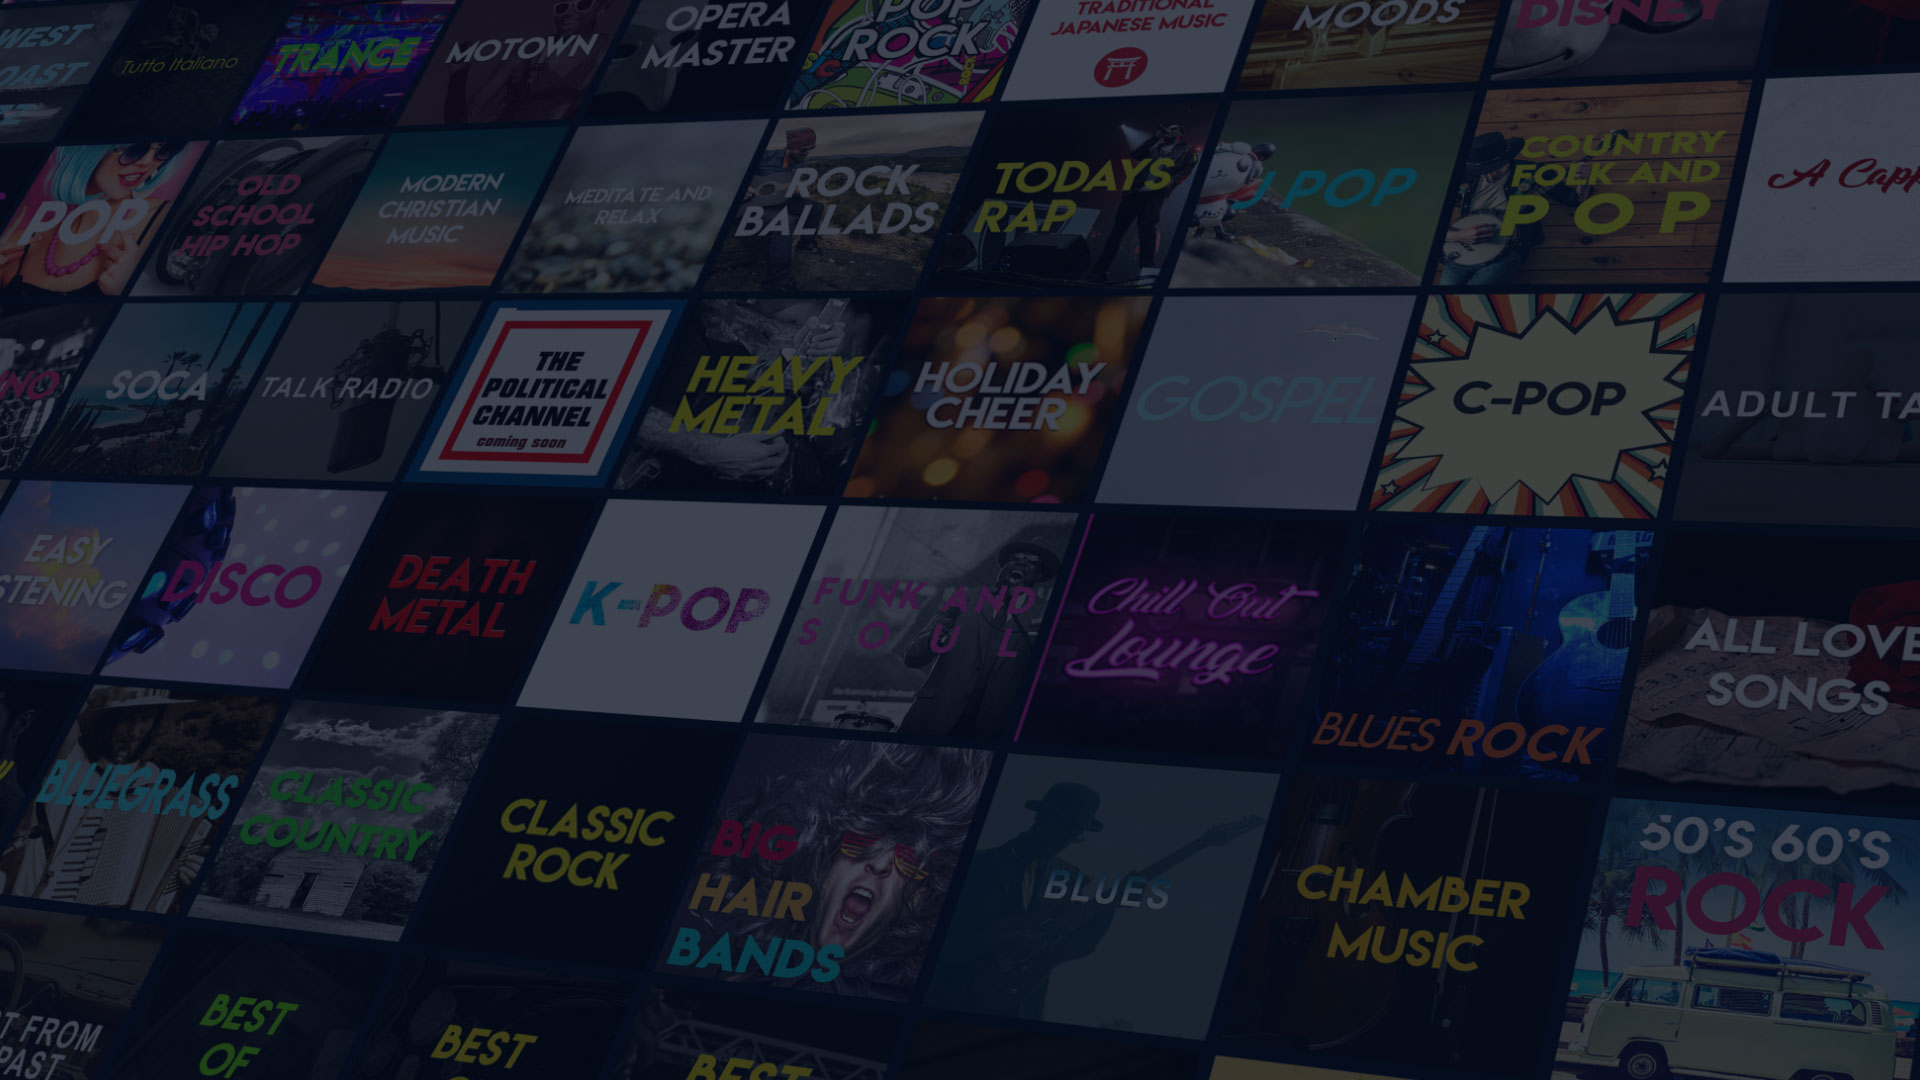 WEST
Tutto Italiano
TRANCE
MOTOWN
OPERA
MASTER
POP
ROCK
ROCK
TRADITIONAL
JAPANESE MUSIC
MOODS
DISNEY
POP
OLD
SCHOOL
HIP HOP
MODERN
CHRISTIAN
MUSIC
MEDITATE AND
RELAX
ROCK
BALLADS
TODAYS
RAP
J POP
COUNTRY
FOLK AND
POP
A
SOCA
TALK RADIO
THE
POLITICAL
CHANNEL
coming soon
HEAVY
METAL
HOLIDAY
CHEER
GOSPEL
C-POP
ADULT
EASY
DISCO
DEATH
METAL
K-POP
FUNK AND
SOUL
Chill Out
Lounge
BLUES ROCK
ALL LOVE
SONGS
BLUEGRASS
CLASSIC
COUNTRY
CLASSIC
ROCK
BIG
HAIR
BANDS
BLUES
CHAMBER
MUSIC
50'S 60'S
ROCK
FROM
PAST
BEST
OF
BEST
BEST